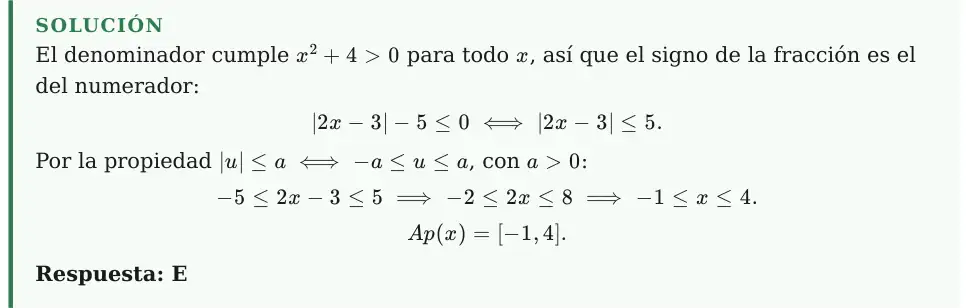 SOLUCIÓN
El denominador cumple x² + 4 > 0 para todo x, así que el signo de la fracción es el
del numerador:
|2x − 3| − 5 ≤ 0 ⟺ |2x − 3| ≤ 5.
Por la propiedad |u| ≤ a ⟺ −a ≤ u ≤ a, con a > 0:
−5 ≤ 2x − 3 ≤ 5 ⟹ −2 ≤ 2x ≤ 8 ⟹ −1 ≤ x ≤ 4.
Ap(x) = [−1, 4].
Respuesta: E